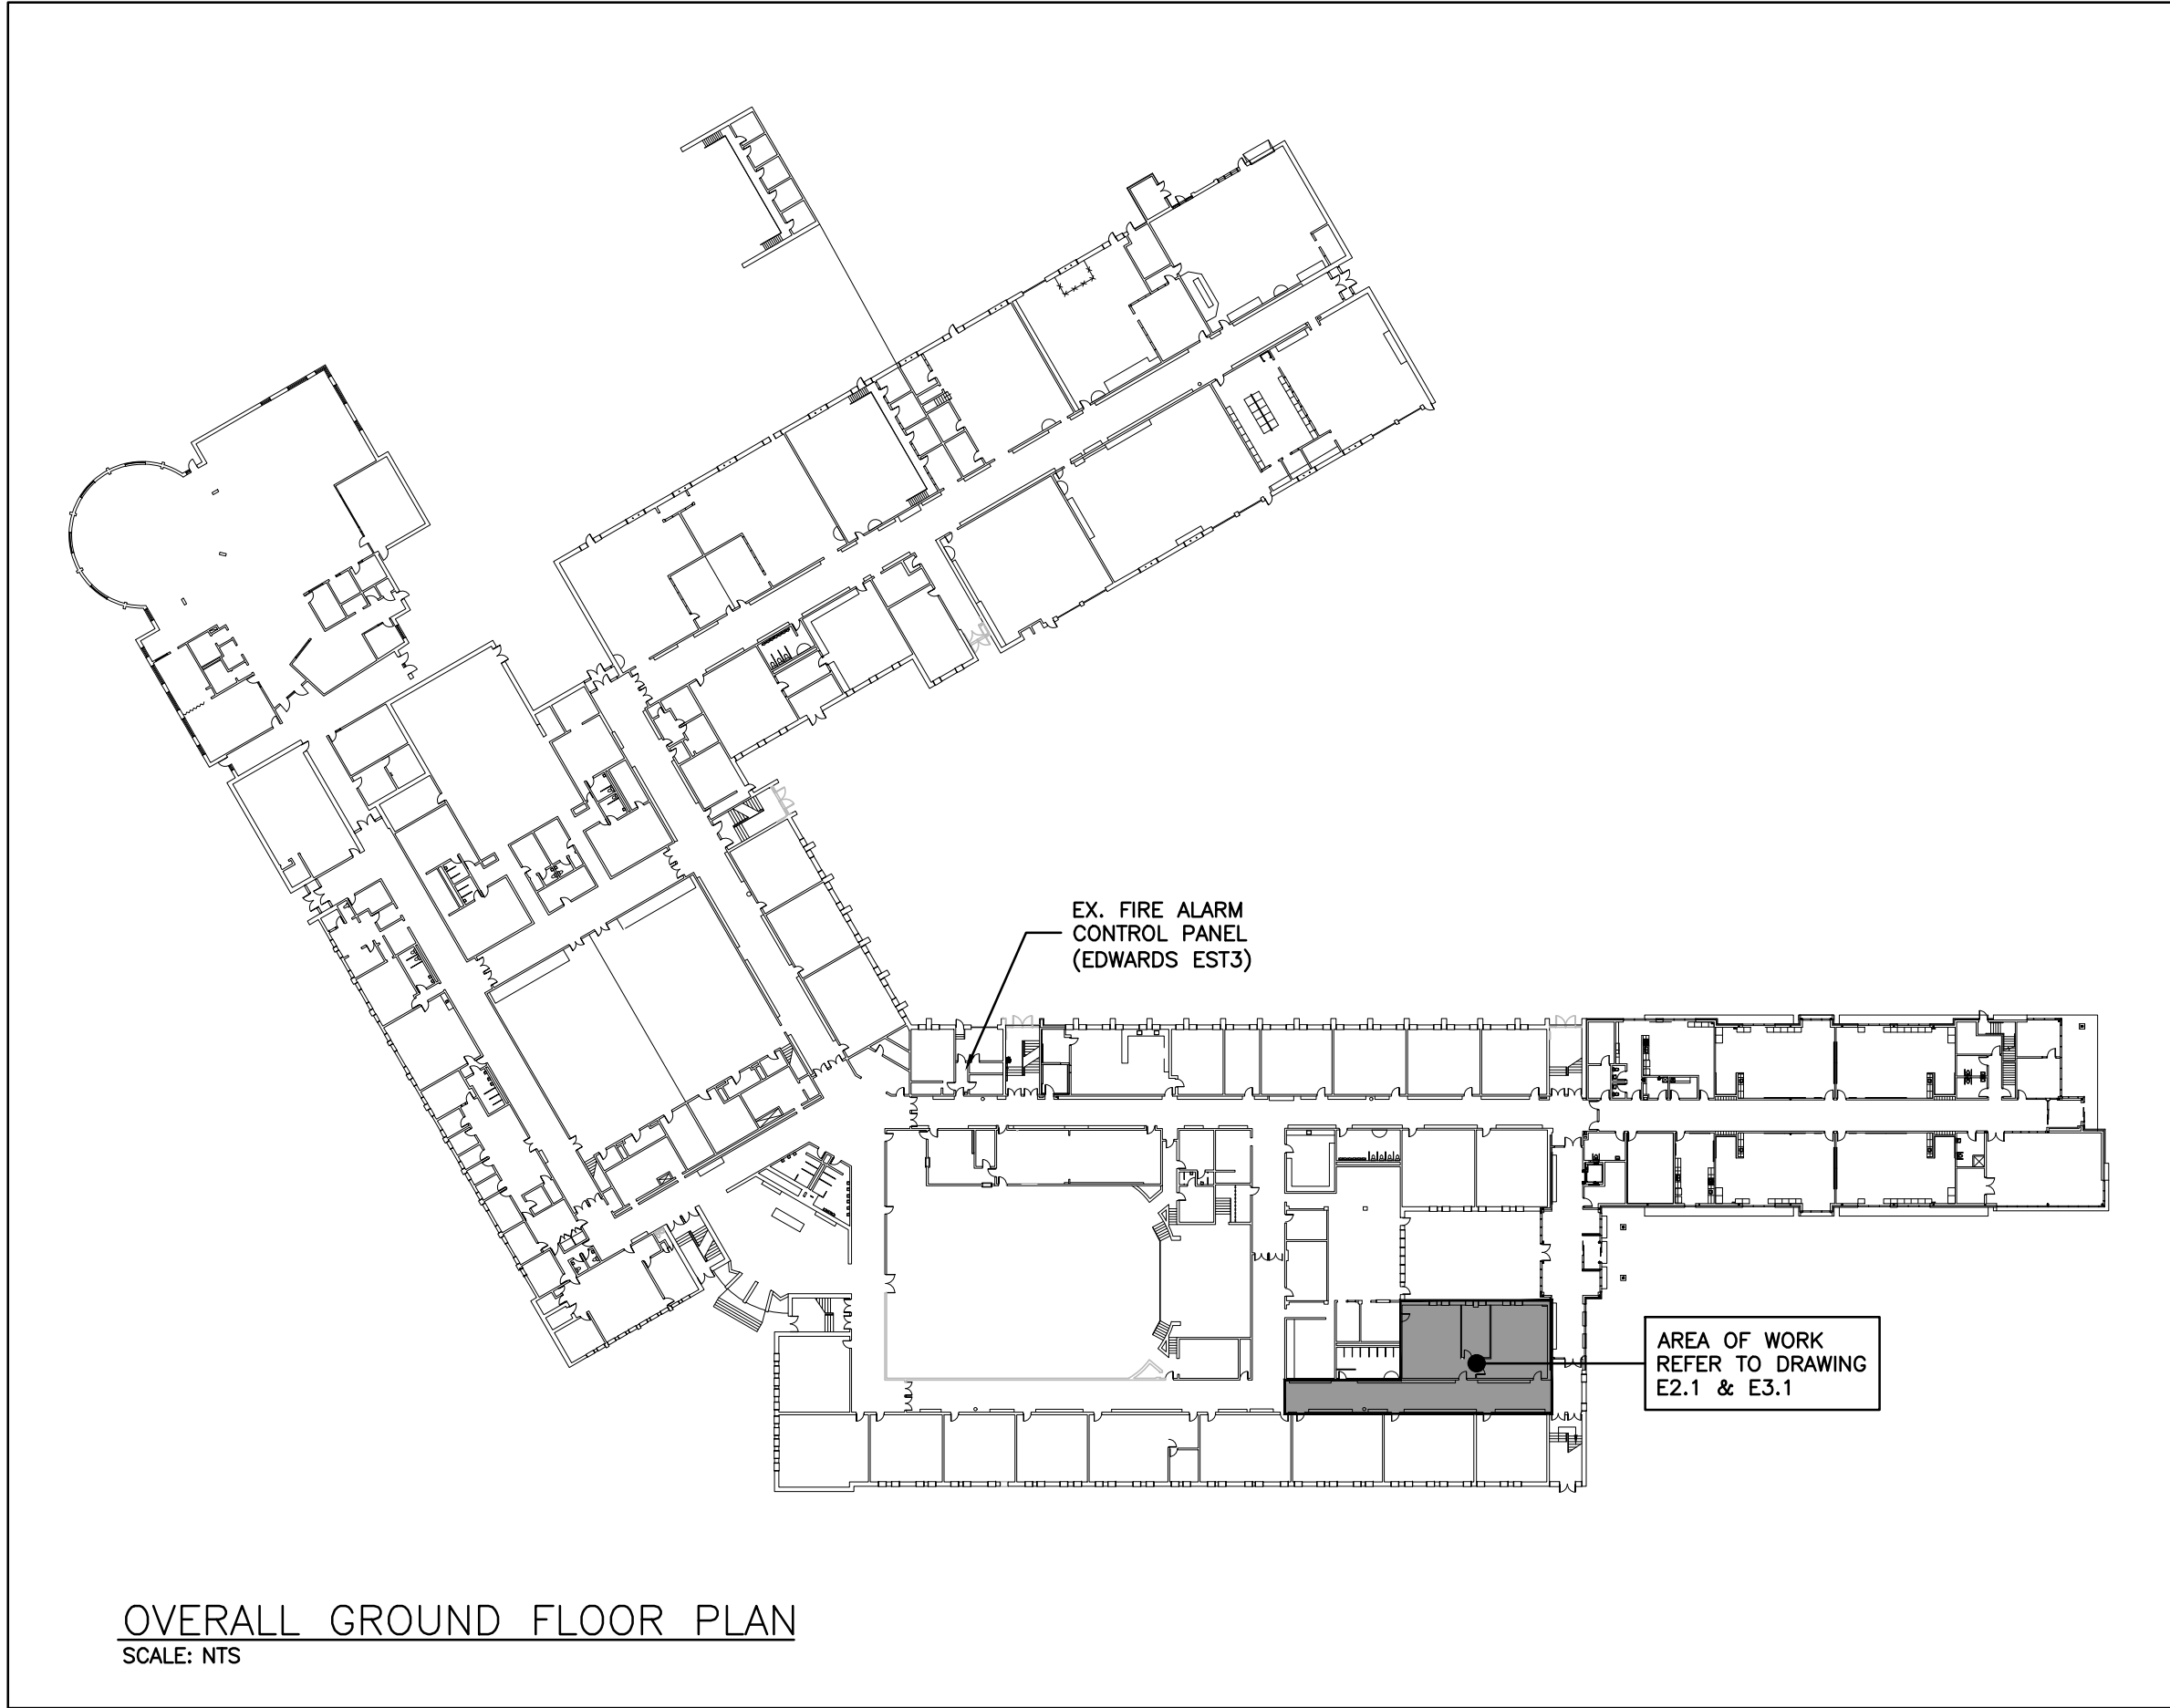 EX. FIRE ALARM
CONTROL PANEL
(EDWARDS EST3)
AREA OF WORK
REFER TO DRAWING
E2.1 & E3.1
OVERALL GROUND FLOOR PLAN
SCALE: NTS